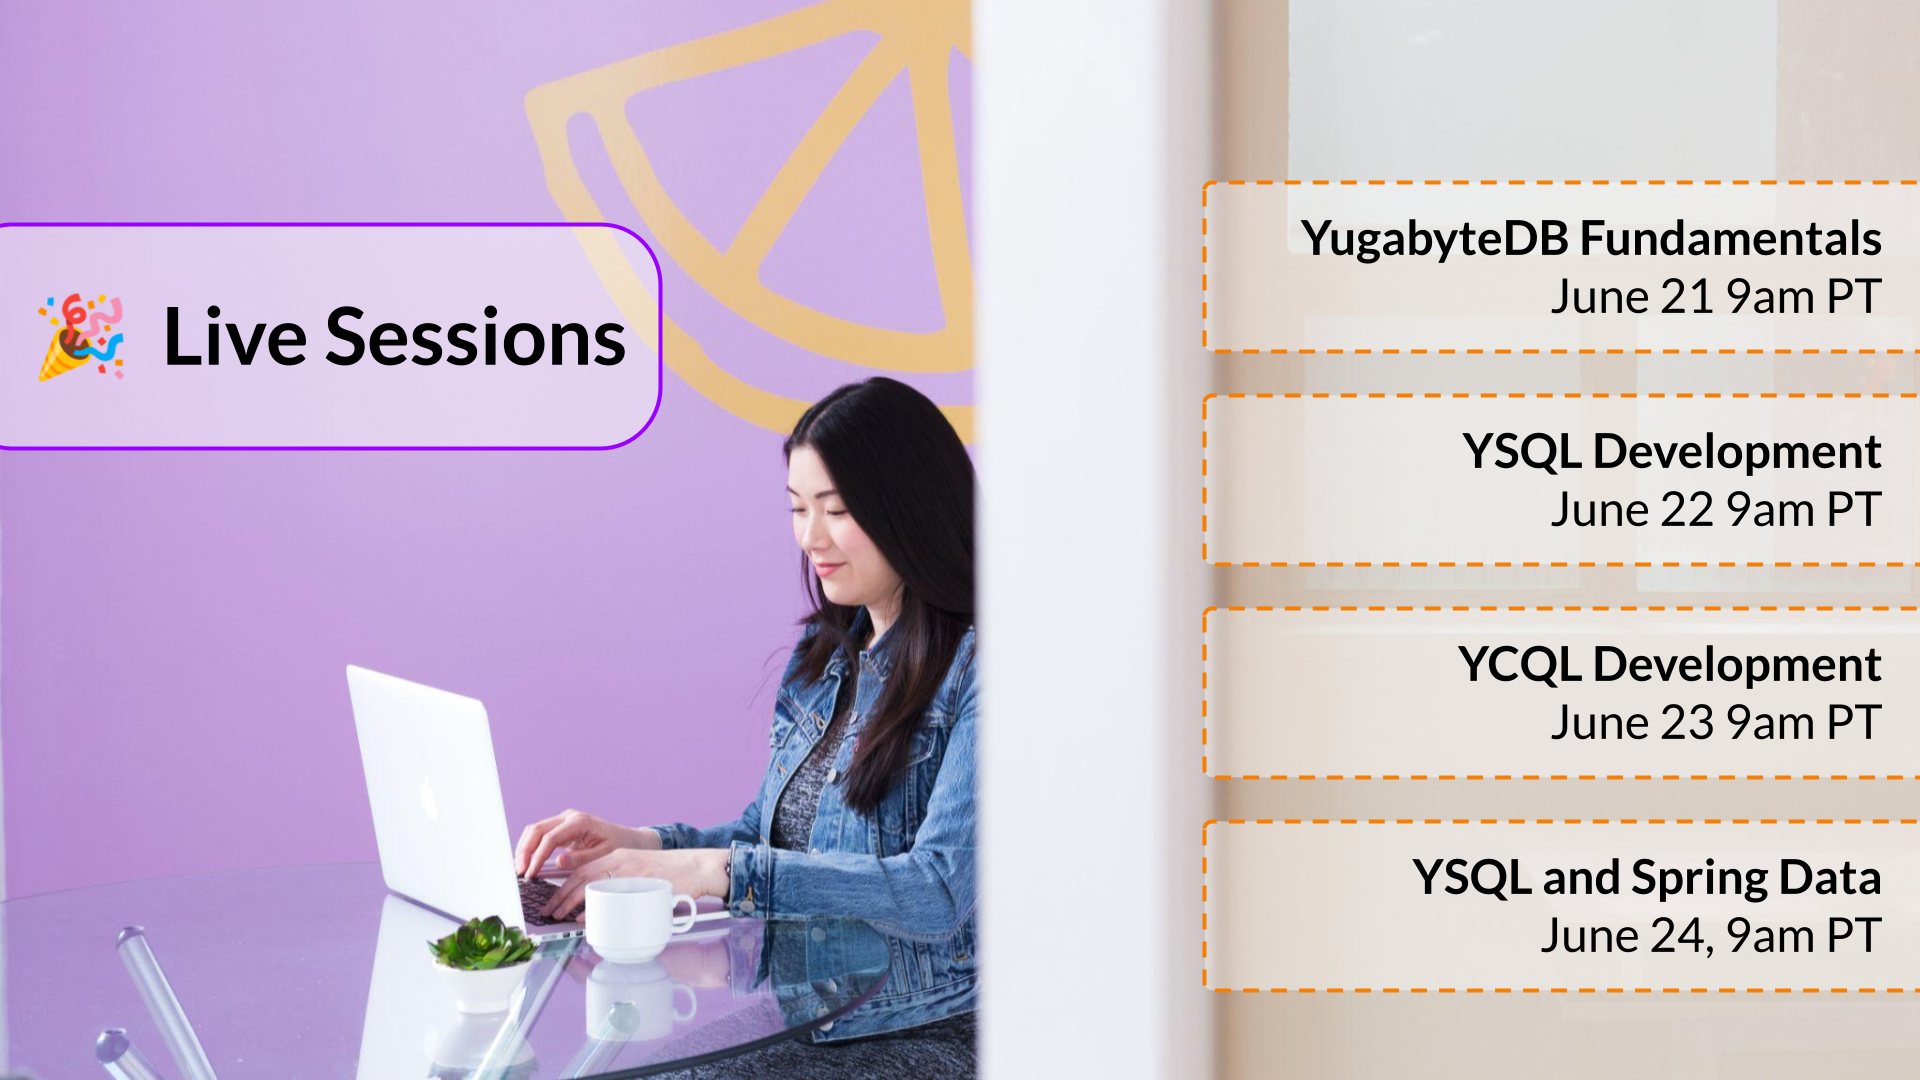 🎉 Live Sessions
YugabyteDB Fundamentals
June 21 9am PT
YSQL Development
June 22 9am PT
YCQL Development
June 23 9am PT
YSQL and Spring Data
June 24, 9am PT